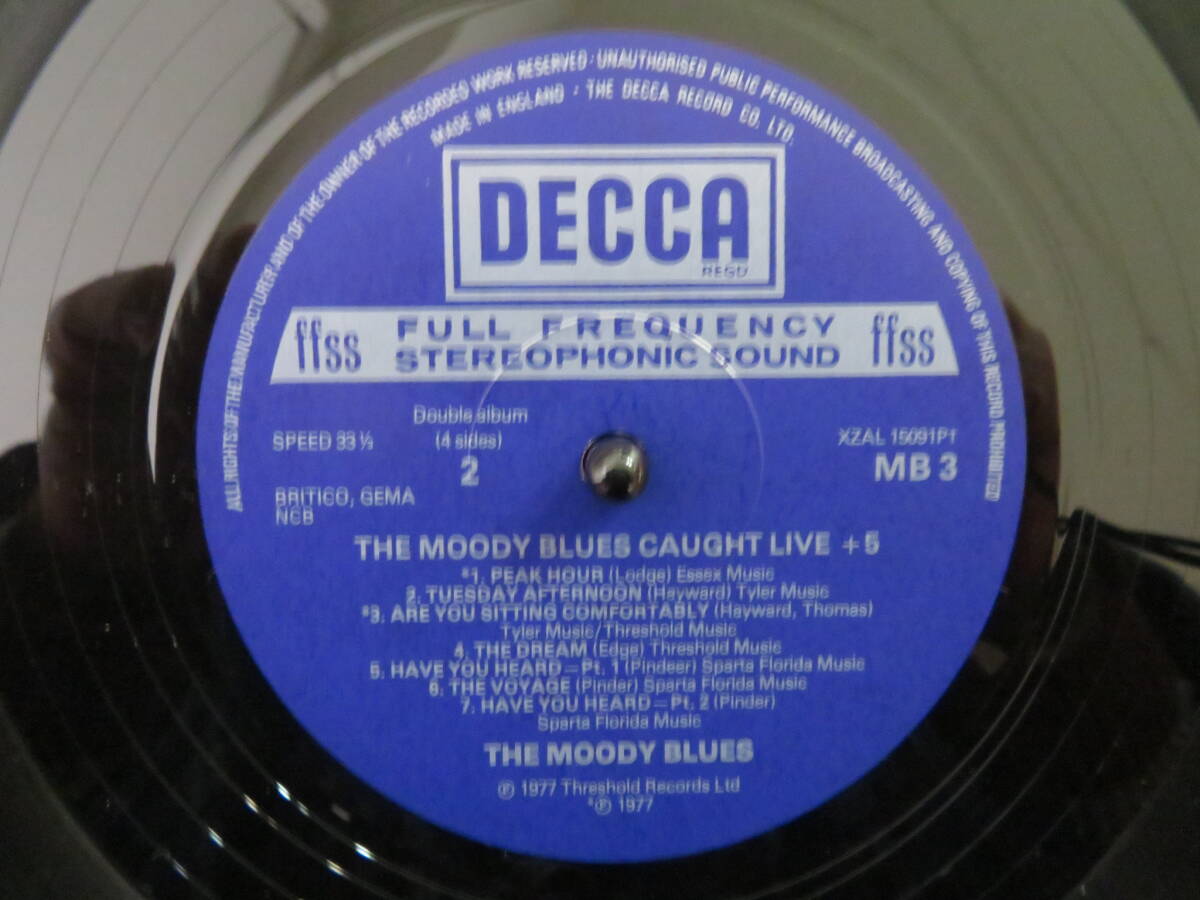 ALL RIGHTS OF THE MANUFACTURER AND OF THE OWNER OF THE RECORDED WORK RESERVED · UNAUTHORISED PUBLIC PERFORMANCE BROADCASTING AND COPYING OF THIS RECORD PROHIBITED
MADE IN ENGLAND · THE DECCA RECORD CO. LTD.
DECCA
REGD
ffss FULL FREQUENCY ffss
STEREOPHONIC SOUND
Double album
SPEED 33⅓ (4 sides) XZAL 15091P†
2 MB 3
BRITICO, GEMA
NCB
THE MOODY BLUES CAUGHT LIVE +5
*1. PEAK HOUR (Lodge) Essex Music
2. TUESDAY AFTERNOON (Hayward) Tyler Music
*3. ARE YOU SITTING COMFORTABLY (Hayward, Thomas)
Tyler Music/Threshold Music
4. THE DREAM (Edge) Threshold Music
5. HAVE YOU HEARD—Pt. 1 (Pindeer) Sparta Florida Music
6. THE VOYAGE (Pinder) Sparta Florida Music
7. HAVE YOU HEARD—Pt. 2 (Pinder)
Sparta Florida Music
THE MOODY BLUES
℗ 1977 Threshold Records Ltd
*℗ 1977